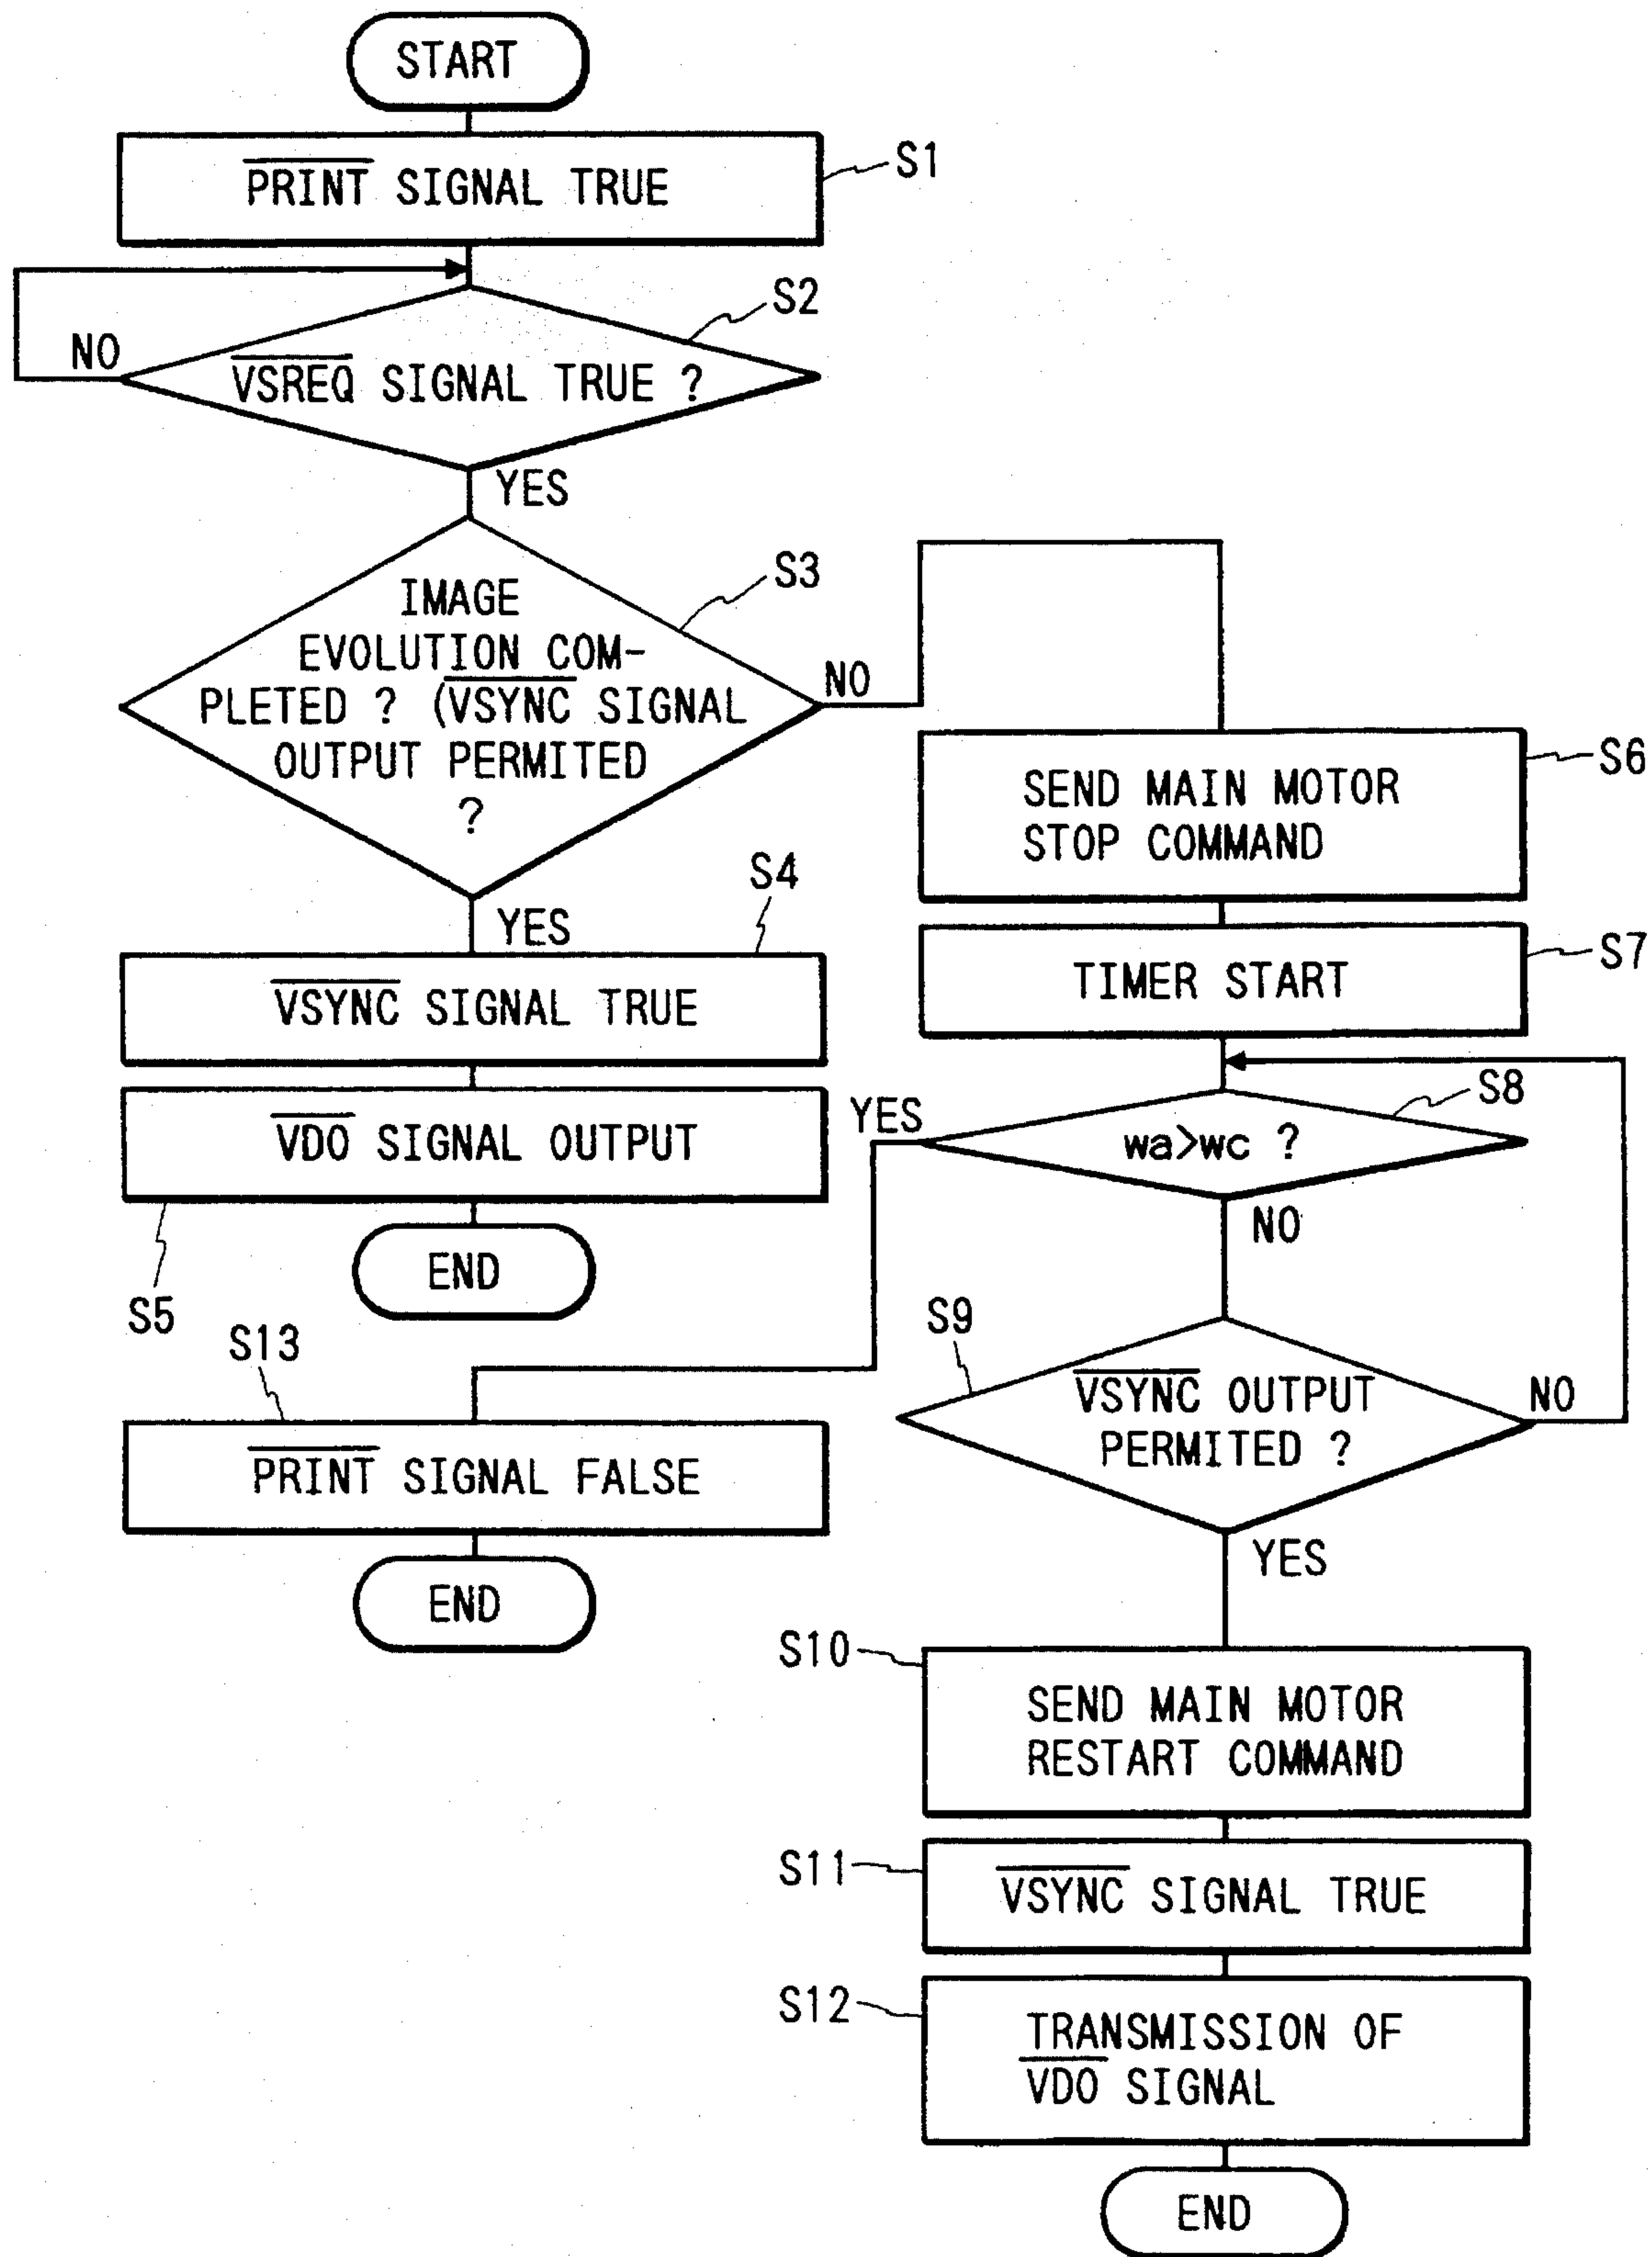 START
PRINT SIGNAL TRUE
S1
S2
NO
VSREQ SIGNAL TRUE ?
YES
S3
IMAGE
EVOLUTION COM-
PLETED ? (VSYNC SIGNAL
OUTPUT PERMITED
?
NO
YES
S4
VSYNC SIGNAL TRUE
VDO SIGNAL OUTPUT
S5
END
S6
SEND MAIN MOTOR
STOP COMMAND
S7
TIMER START
S8
YES
wa>wc ?
NO
S9
VSYNC OUTPUT
PERMITED ?
NO
YES
S13
PRINT SIGNAL FALSE
END
S10
SEND MAIN MOTOR
RESTART COMMAND
S11
VSYNC SIGNAL TRUE
S12
TRANSMISSION OF
VDO SIGNAL
END